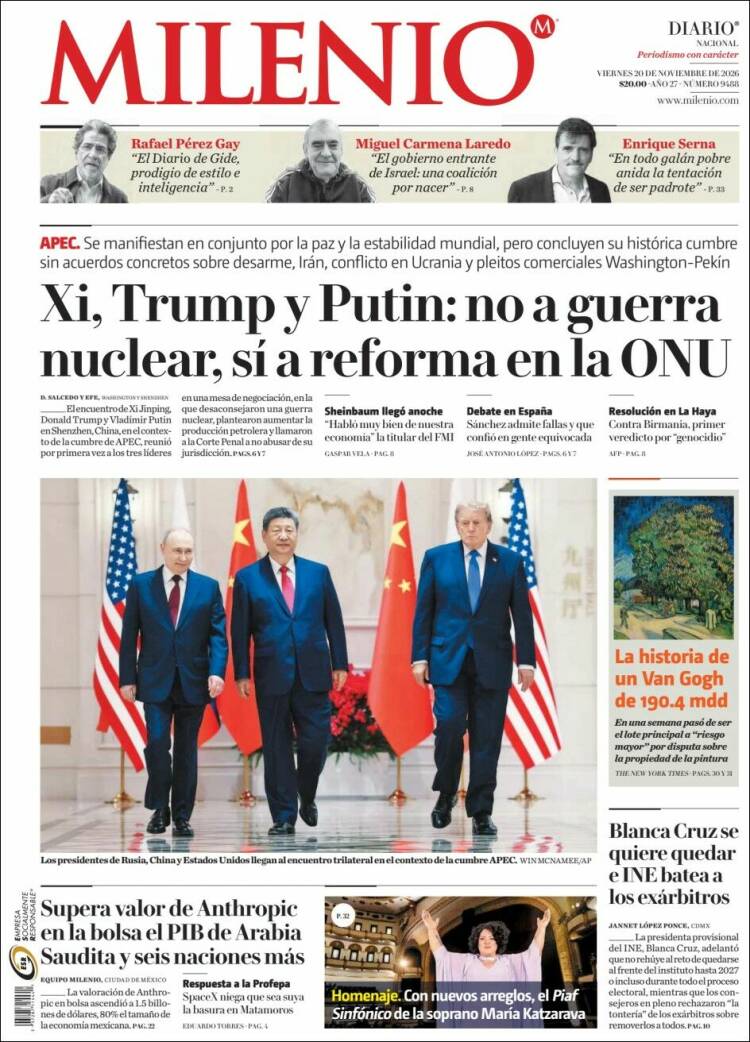 MILENIO
M
DIARIO®
NACIONAL
Periodismo con carácter
VIERNES 20 DE NOVIEMBRE DE 2026
$20.00 - AÑO 27 - NÚMERO 9488
www.milenio.com
Rafael Pérez Gay
“El Diario de Gide,
prodigio de estilo e
inteligencia” - P. 2
Miguel Carmena Laredo
“El gobierno entrante
de Israel: una coalición
por nacer” - P. 8
Enrique Serna
“En todo galán pobre
anida la tentación
de ser padrote” - P. 33
APEC. Se manifiestan en conjunto por la paz y la estabilidad mundial, pero concluyen su histórica cumbre
sin acuerdos concretos sobre desarme, Irán, conflicto en Ucrania y pleitos comerciales Washington-Pekín
Xi, Trump y Putin: no a guerra
nuclear, sí a reforma en la ONU
D. SALCEDO Y EFE, WASHINGTON Y SHENZHEN
El encuentro de Xi Jinping,
Donald Trump y Vladímir Putin
en Shenzhen, China, en el contex-
to de la cumbre de APEC, reunió
por primera vez a los tres líderes
en una mesa de negociación, en la
que desaconsejaron una guerra
nuclear, plantearon aumentar la
producción petrolera y llamaron
a la Corte Penal a no abusar de su
jurisdicción. PAGS. 6 Y 7
Sheinbaum llegó anoche
“Habló muy bien de nuestra
economía” la titular del FMI
GASPAR VELA - PAG. 8
Debate en España
Sánchez admite fallas y que
confió en gente equivocada
JOSÉ ANTONIO LÓPEZ - PAGS. 6 Y 7
Resolución en La Haya
Contra Birmania, primer
veredicto por “genocidio”
AFP - PAG. 8
Los presidentes de Rusia, China y Estados Unidos llegan al encuentro trilateral en el contexto de la cumbre APEC. WIN MCNAMEE/AP
La historia de
un Van Gogh
de 190.4 mdd
En una semana pasó de ser
el lote principal a “riesgo
mayor” por disputa sobre
la propiedad de la pintura
THE NEW YORK TIMES - PAGS. 30 Y 31
Blanca Cruz se
quiere quedar
e INE batea a
los exárbitros
JANNET LÓPEZ PONCE, CDMX
La presidenta provisional
del INE, Blanca Cruz, adelantó
que no rehúye al reto de quedarse
al frente del instituto hasta 2027
o incluso durante todo el proceso
electoral, mientras que los con-
sejeros en pleno rechazaron “la
tontería” de los exárbitros sobre
removerlos a todos. PAG. 10
ESR
EMPRESA
SOCIALMENTE
RESPONSABLE®
Supera valor de Anthropic
en la bolsa el PIB de Arabia
Saudita y seis naciones más
EQUIPO MILENIO, CIUDAD DE MÉXICO
La valoración de Anthro-
pic en bolsa ascendió a 1.5 billo-
nes de dólares, 80% el tamaño de
la economía mexicana. PAG. 22
Respuesta a la Profepa
SpaceX niega que sea suya
la basura en Matamoros
EDUARDO TORRES - PAG. 4
P. 32
Homenaje. Con nuevos arreglos, el Piaf
Sinfónico de la soprano María Katzarava